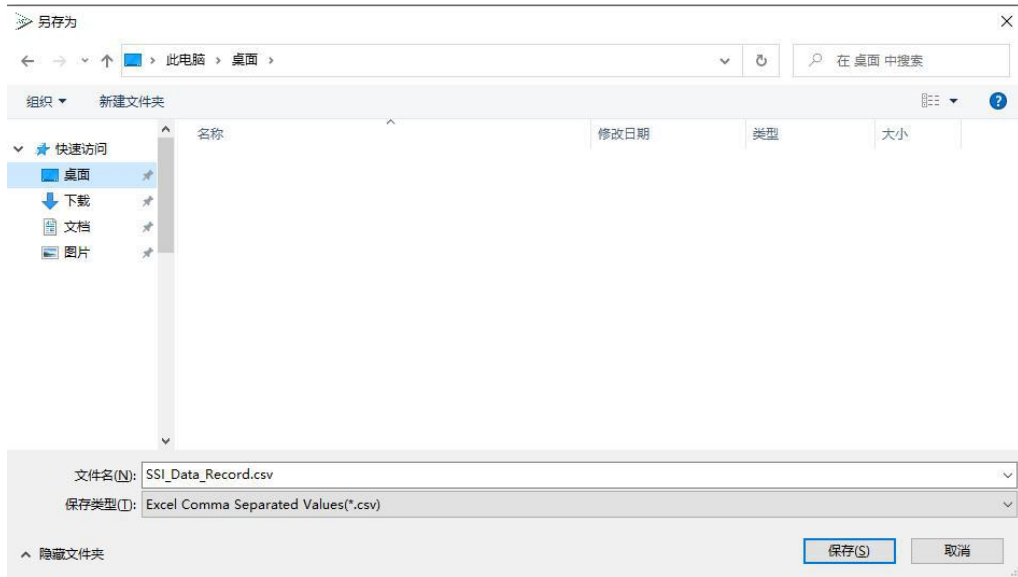 另存为
此电脑 › 桌面 ›
在 桌面 中搜索
组织 新建文件夹
名称 修改日期 类型 大小
快速访问
桌面
下载
文档
图片
文件名(N): SSI_Data_Record.csv
保存类型(T): Excel Comma Separated Values(*.csv)
隐藏文件夹 保存(S) 取消